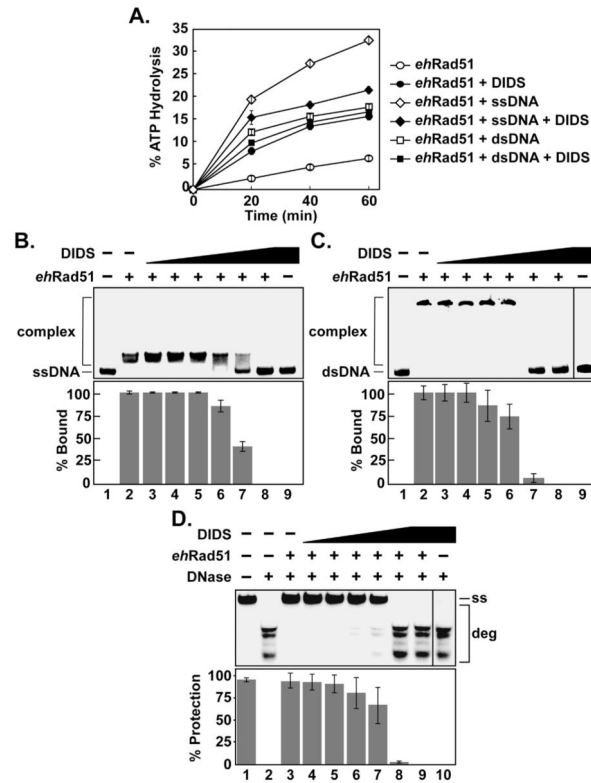 A.
% ATP Hydrolysis
35
30
25
20
15
10
5
0
0 20 40 60
Time (min)
ehRad51
ehRad51 + DIDS
ehRad51 + ssDNA
ehRad51 + ssDNA + DIDS
ehRad51 + dsDNA
ehRad51 + dsDNA + DIDS
B.
DIDS – –
ehRad51 – + + + + + + + –
complex
ssDNA
% Bound
100
75
50
25
0
1 2 3 4 5 6 7 8 9
C.
DIDS – –
ehRad51 – + + + + + + + –
complex
dsDNA
% Bound
100
75
50
25
0
1 2 3 4 5 6 7 8 9
D.
DIDS – – –
ehRad51 – – + + + + + + + –
DNase – + + + + + + + + +
ss
deg
% Protection
100
75
50
25
0
1 2 3 4 5 6 7 8 9 10